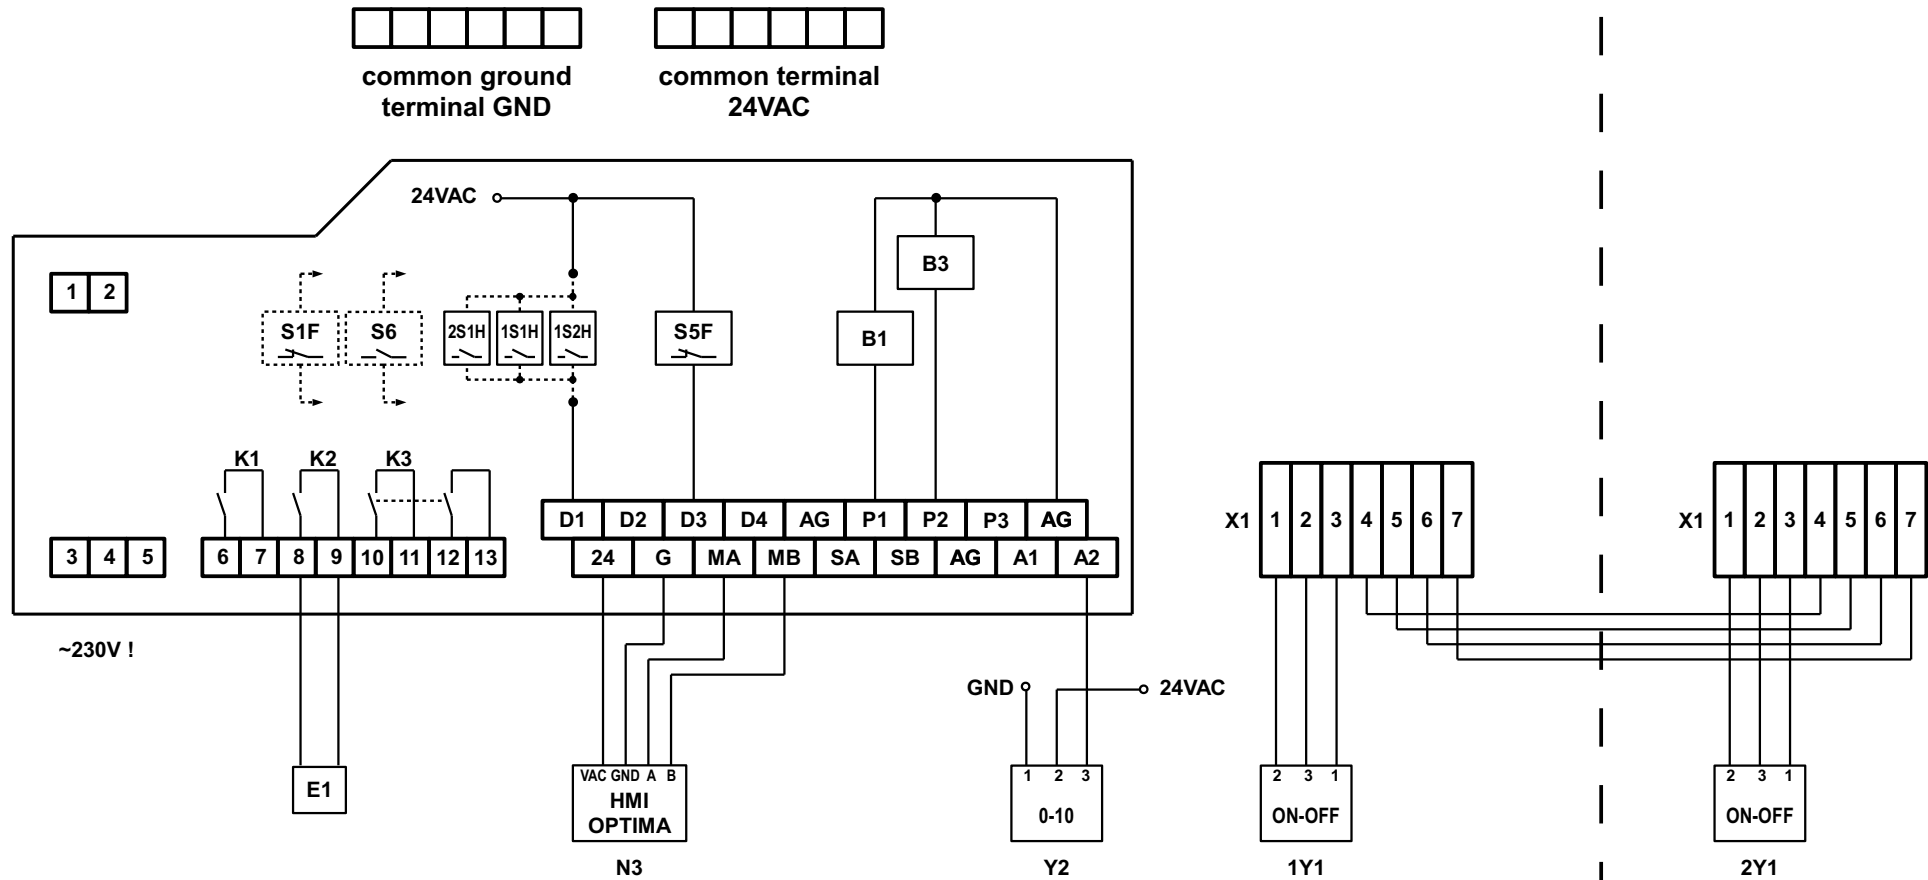 common ground
terminal GND
common terminal
24VAC
24VAC
B3
1 2
S1F S6 2S1H 1S1H 1S2H S5F B1
K1 K2 K3
X1 1 2 3 4 5 6 7
X1 1 2 3 4 5 6 7
D1 D2 D3 D4 AG P1 P2 P3 AG
3 4 5
6 7 8 9 10 11 12 13
24 G MA MB SA SB AG A1 A2
~230V !
GND 24VAC
E1
VAC GND A B
HMI
OPTIMA
N3
1 2 3
0-10
Y2
2 3 1
ON-OFF
1Y1
2 3 1
ON-OFF
2Y1